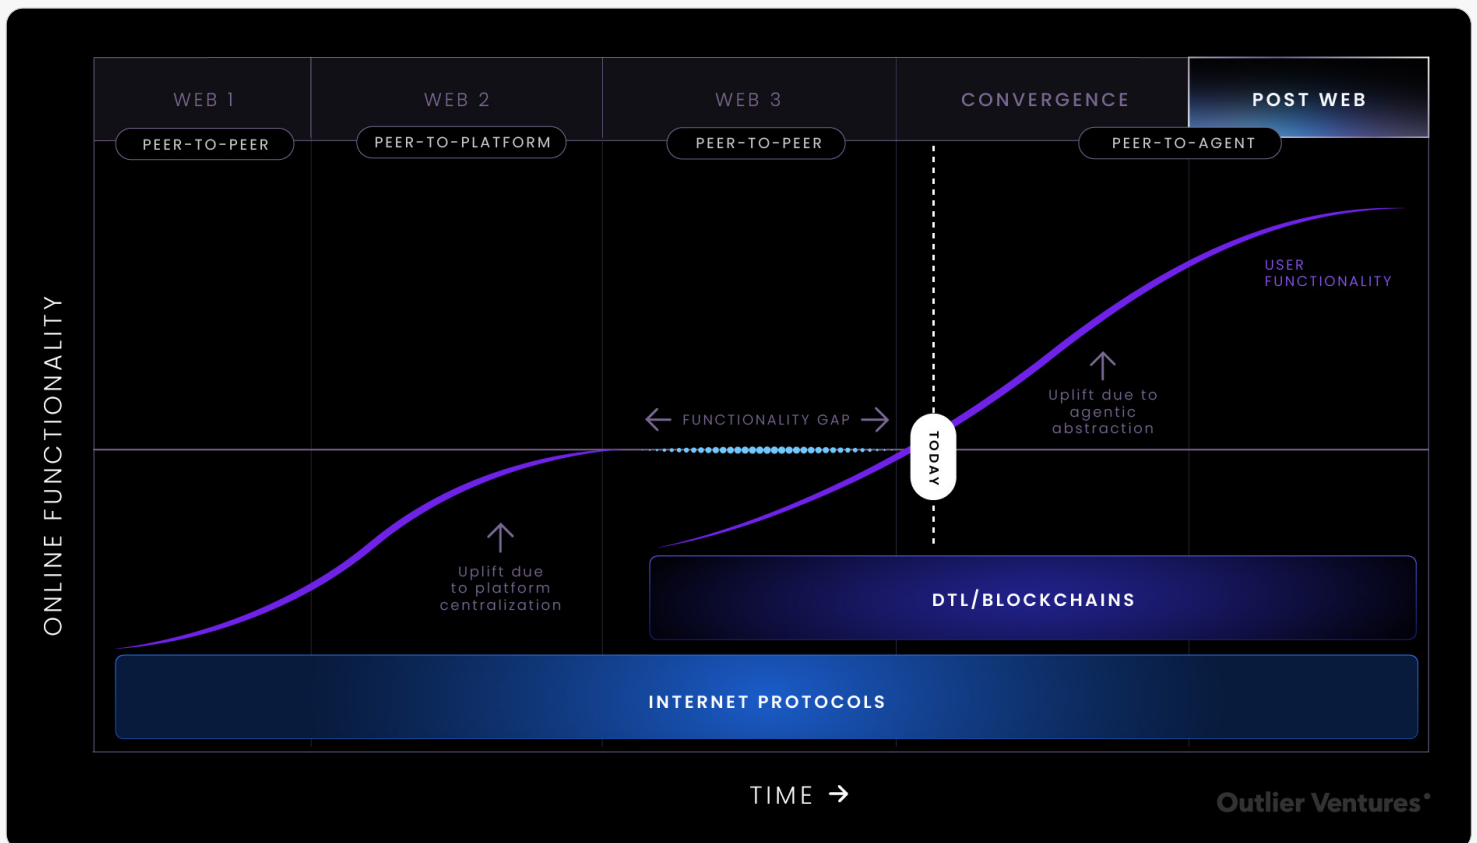 WEB 1
WEB 2
WEB 3
CONVERGENCE
POST WEB
PEER-TO-PEER
PEER-TO-PLATFORM
PEER-TO-PEER
PEER-TO-AGENT
USER
FUNCTIONALITY
ONLINE FUNCTIONALITY
FUNCTIONALITY GAP
TODAY
Uplift due to
agentic
abstraction
Uplift due
to platform
centralization
DTL/BLOCKCHAINS
INTERNET PROTOCOLS
TIME →
Outlier Ventures